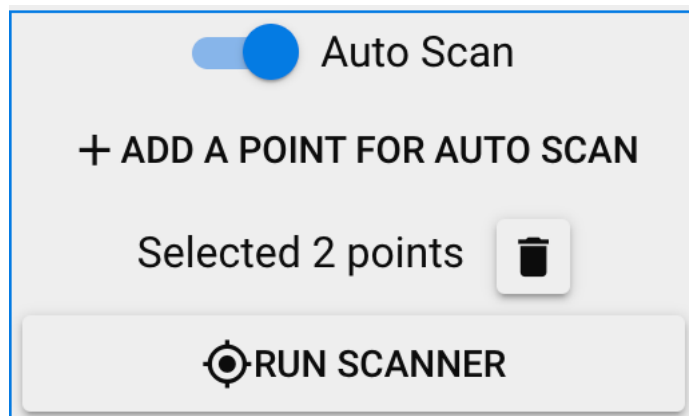 Auto Scan
+ ADD A POINT FOR AUTO SCAN
Selected 2 points
RUN SCANNER